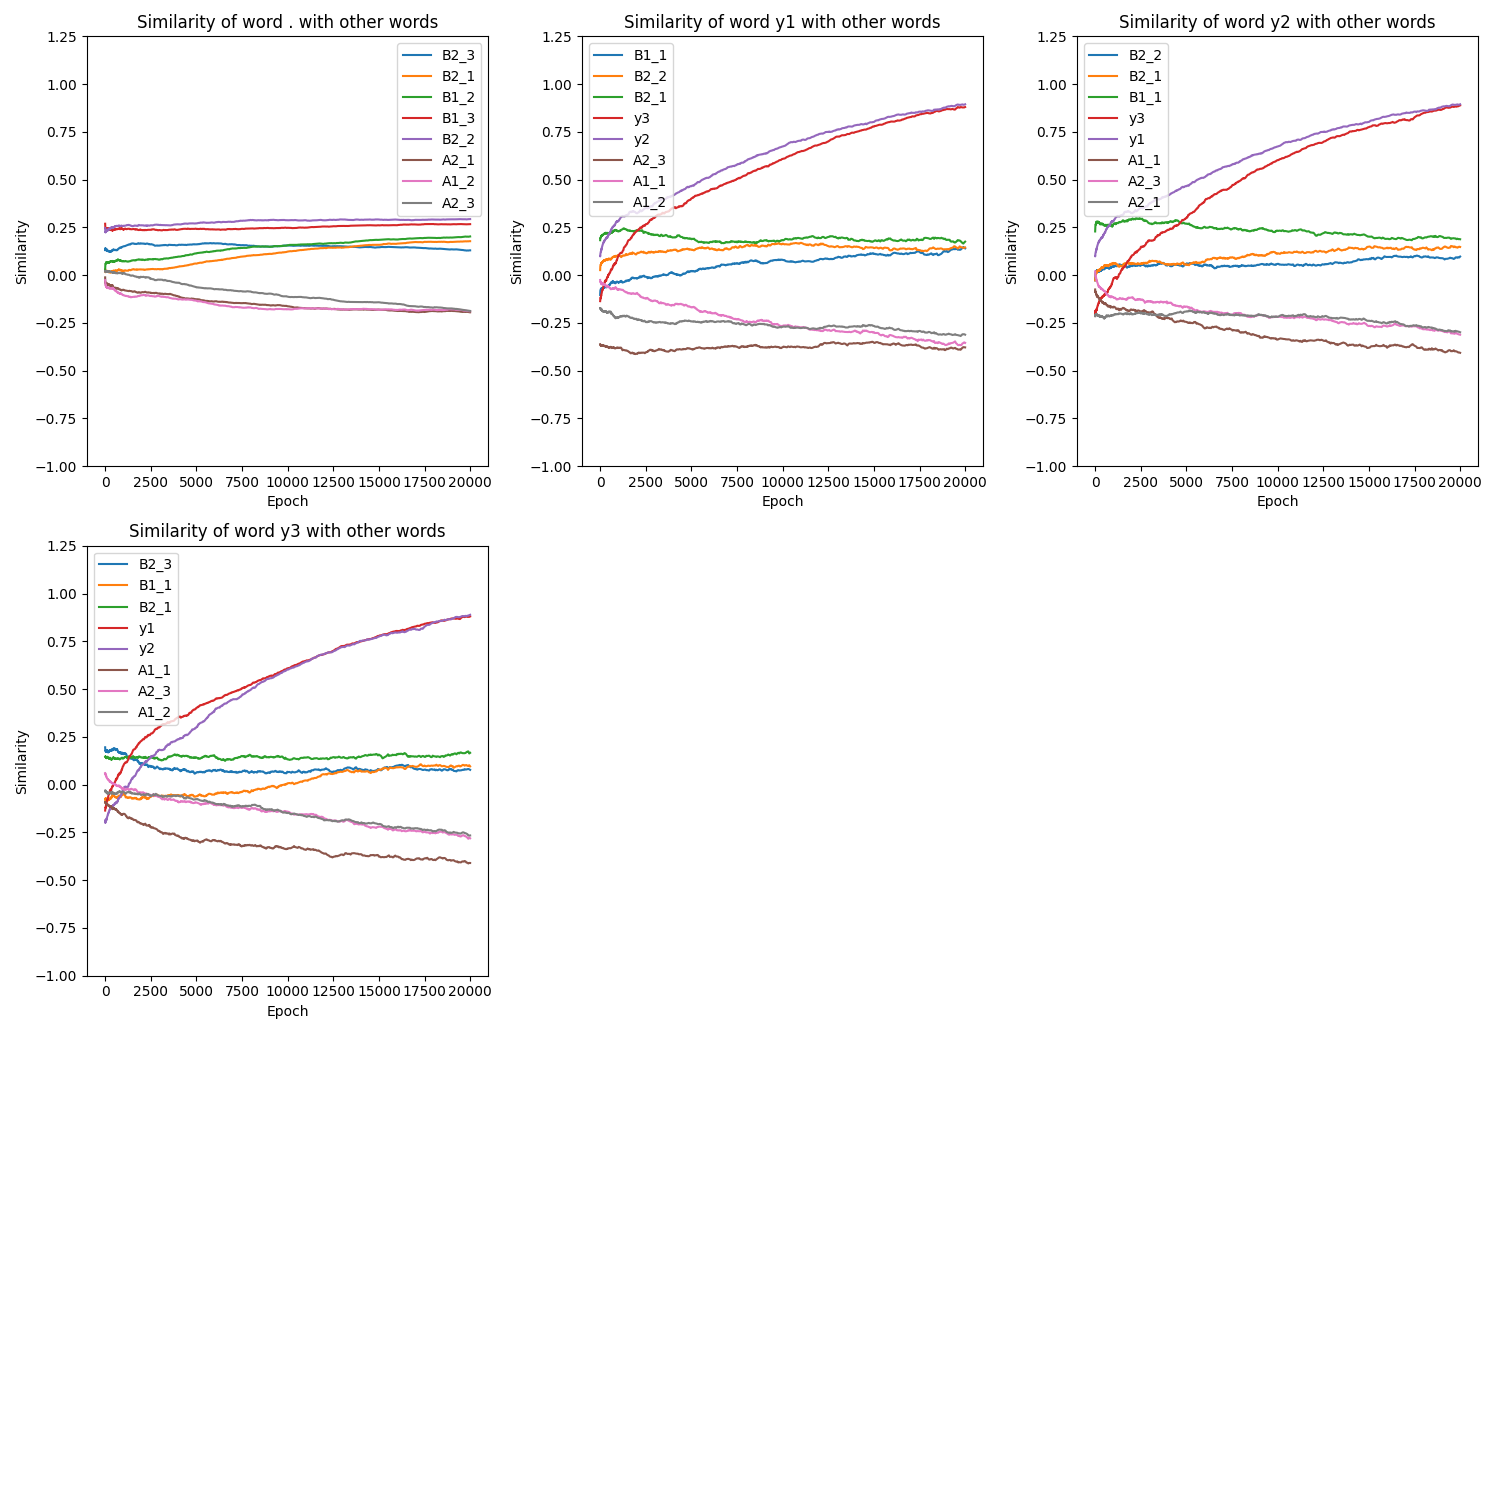 Similarity of word . with other words
Similarity of word y1 with other words
Similarity of word y2 with other words
1.25
1.00
0.75
0.50
0.25
0.00
−0.25
−0.50
−0.75
−1.00
Similarity
B2_3
B2_1
B1_2
B1_3
B2_2
A2_1
A1_2
A2_3
0 2500 5000 7500 10000 12500 15000 17500 20000
Epoch
1.25
1.00
0.75
0.50
0.25
0.00
−0.25
−0.50
−0.75
−1.00
Similarity
B1_1
B2_2
B2_1
y3
y2
A2_3
A1_1
A1_2
0 2500 5000 7500 10000 12500 15000 17500 20000
Epoch
1.25
1.00
0.75
0.50
0.25
0.00
−0.25
−0.50
−0.75
−1.00
Similarity
B2_2
B2_1
B1_1
y3
y1
A1_1
A2_3
A2_1
0 2500 5000 7500 10000 12500 15000 17500 20000
Epoch
Similarity of word y3 with other words
1.25
1.00
0.75
0.50
0.25
0.00
−0.25
−0.50
−0.75
−1.00
Similarity
B2_3
B1_1
B2_1
y1
y2
A1_1
A2_3
A1_2
0 2500 5000 7500 10000 12500 15000 17500 20000
Epoch